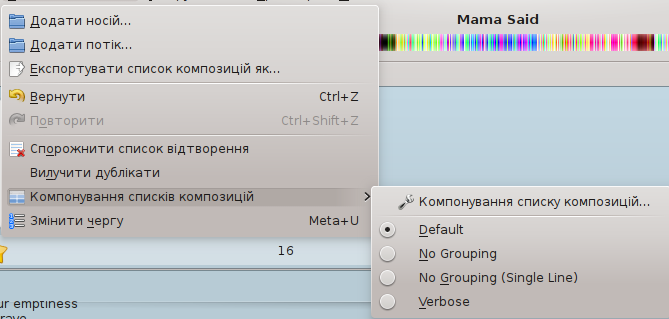 Mama Said
Додати носій...
Додати потік...
Експортувати список композицій як...
Вернути Ctrl+Z
Повторити Ctrl+Shift+Z
Спорожнити список відтворення
Вилучити дублікати
Компонування списків композицій
Змінити чергу Meta+U
Компонування списку композицій...
Default
No Grouping
No Grouping (Single Line)
Verbose
16
emptiness